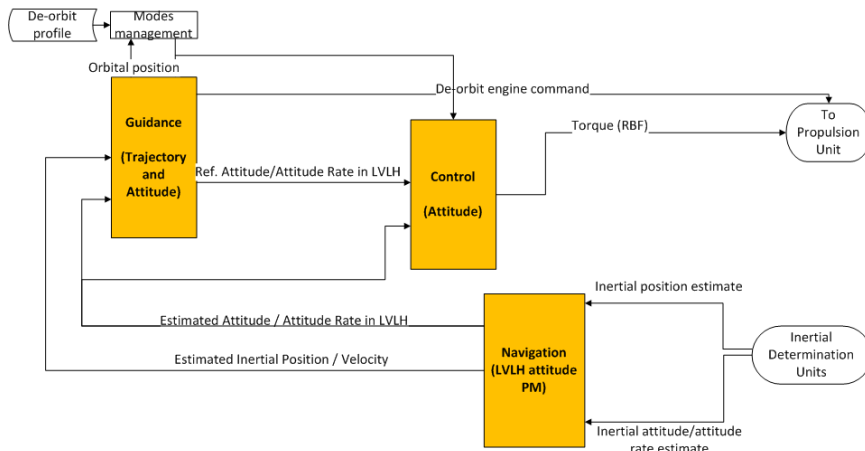 De-orbit
profile
Modes
management
Orbital position
De-orbit engine command
Guidance
(Trajectory
and
Attitude)
To
Propulsion
Unit
Torque (RBF)
Ref. Attitude/Attitude Rate in LVLH
Control
(Attitude)
Inertial position estimate
Estimated Attitude / Attitude Rate in LVLH
Navigation
(LVLH attitude
PM)
Inertial
Determination
Units
Estimated Inertial Position / Velocity
Inertial attitude/attitude
rate estimate